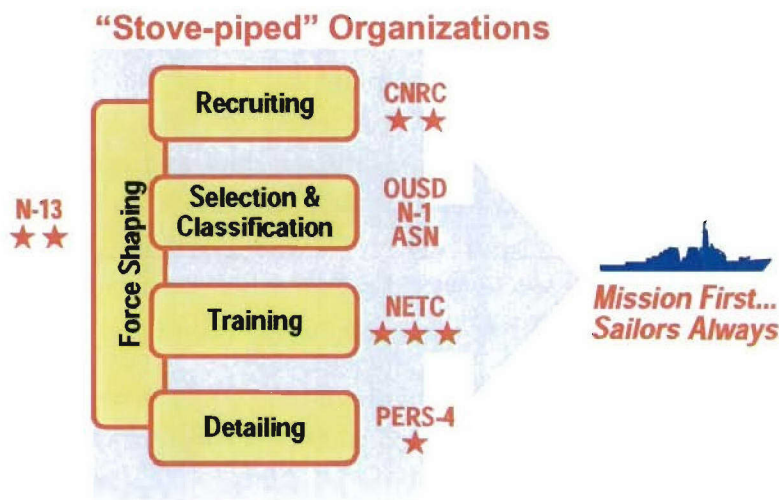 “Stove-piped” Organizations
N-13
Force Shaping
Recruiting
CNRC
Selection &
Classification
OUSD
N-1
ASN
Training
NETC
Detailing
PERS-4
Mission First...
Sailors Always